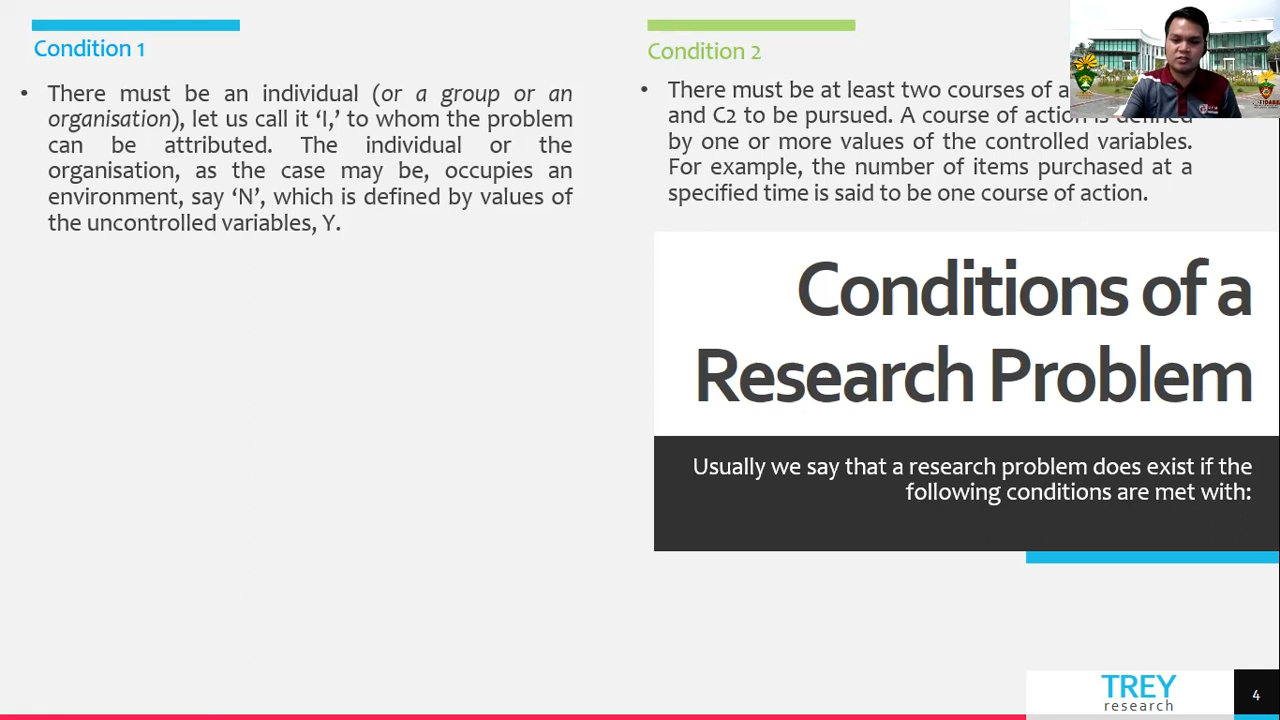 Condition 1
• There must be an individual (or a group or an
organisation), let us call it ‘I,’ to whom the problem
can be attributed. The individual or the
organisation, as the case may be, occupies an
environment, say ‘N’, which is defined by values of
the uncontrolled variables, Y.
Condition 2
• There must be at least two courses of a
and C2 to be pursued. A course of action is defined
by one or more values of the controlled variables.
For example, the number of items purchased at a
specified time is said to be one course of action.
Conditions of a
Research Problem
Usually we say that a research problem does exist if the
following conditions are met with:
TREY
research
4